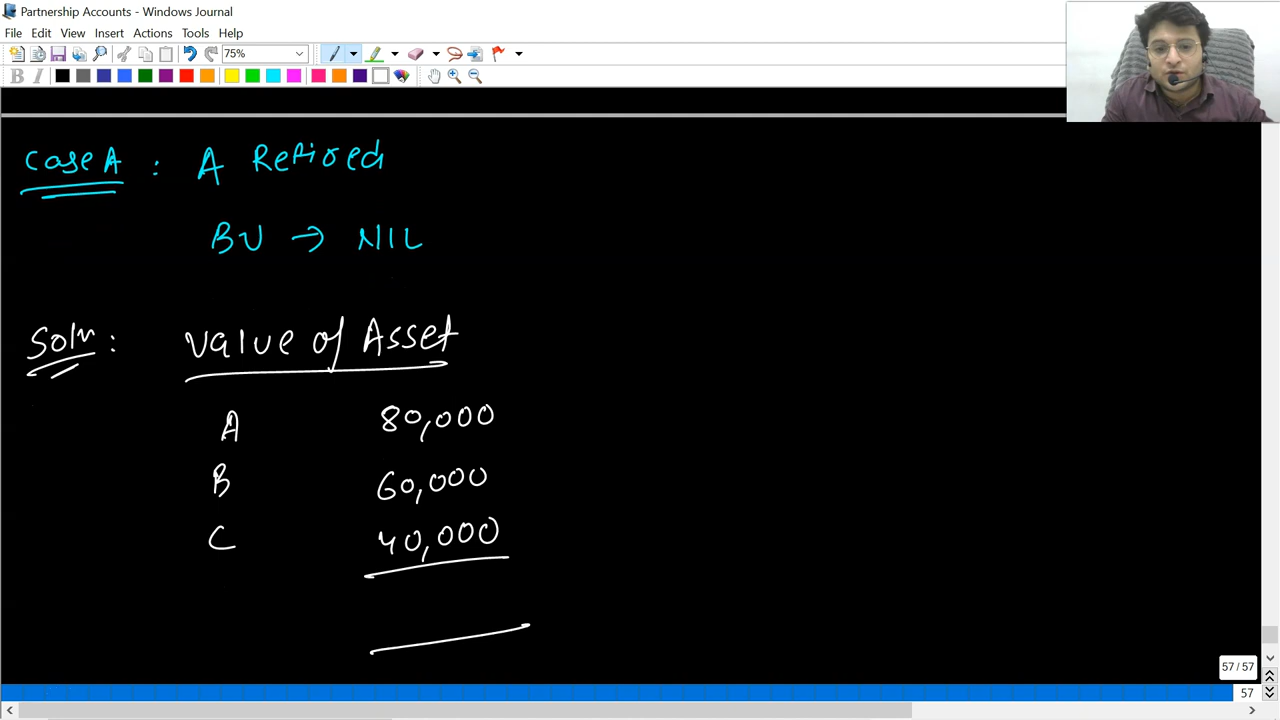 Partnership Accounts - Windows Journal
File Edit View Insert Actions Tools Help
75%
B I
Case A : A Retired
BV → NIL
Soln : Value of Asset
A 80,000
B 60,000
C 40,000
57 / 57
57